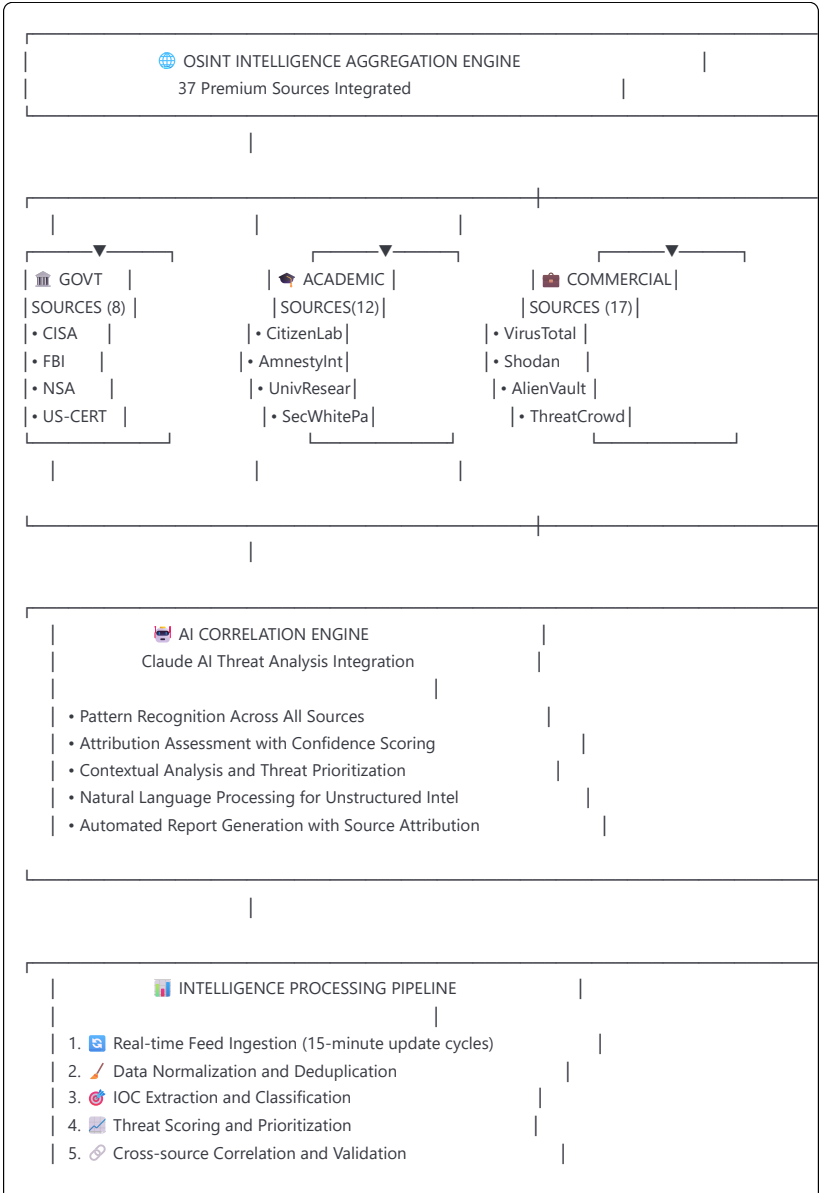 🌐 OSINT INTELLIGENCE AGGREGATION ENGINE
37 Premium Sources Integrated
🏛️ GOVT
SOURCES (8)
• CISA
• FBI
• NSA
• US-CERT
🎓 ACADEMIC
SOURCES(12)
• CitizenLab
• AmnestyInt
• UnivResear
• SecWhitePa
💼 COMMERCIAL
SOURCES (17)
• VirusTotal
• Shodan
• AlienVault
• ThreatCrowd
🤖 AI CORRELATION ENGINE
Claude AI Threat Analysis Integration
• Pattern Recognition Across All Sources
• Attribution Assessment with Confidence Scoring
• Contextual Analysis and Threat Prioritization
• Natural Language Processing for Unstructured Intel
• Automated Report Generation with Source Attribution
📊 INTELLIGENCE PROCESSING PIPELINE
1. 🔄 Real-time Feed Ingestion (15-minute update cycles)
2. 🧹 Data Normalization and Deduplication
3. 🎯 IOC Extraction and Classification
4. 📈 Threat Scoring and Prioritization
5. 🔗 Cross-source Correlation and Validation